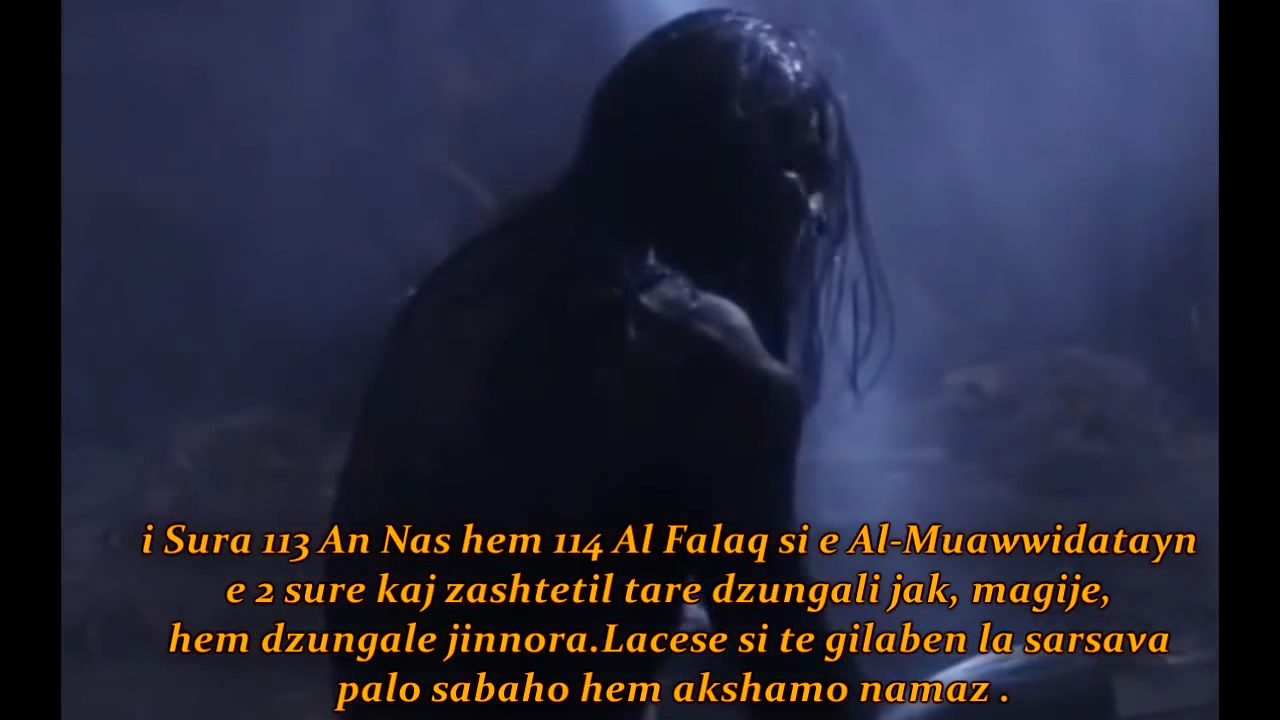 i Sura 113 An Nas hem 114 Al Falaq si e Al-Muawwidatayn
e 2 sure kaj zashtetil tare dzungali jak, magije,
hem dzungale jinnora.Lacese si te gilaben la sarsava
palo sabaho hem akshamo namaz .